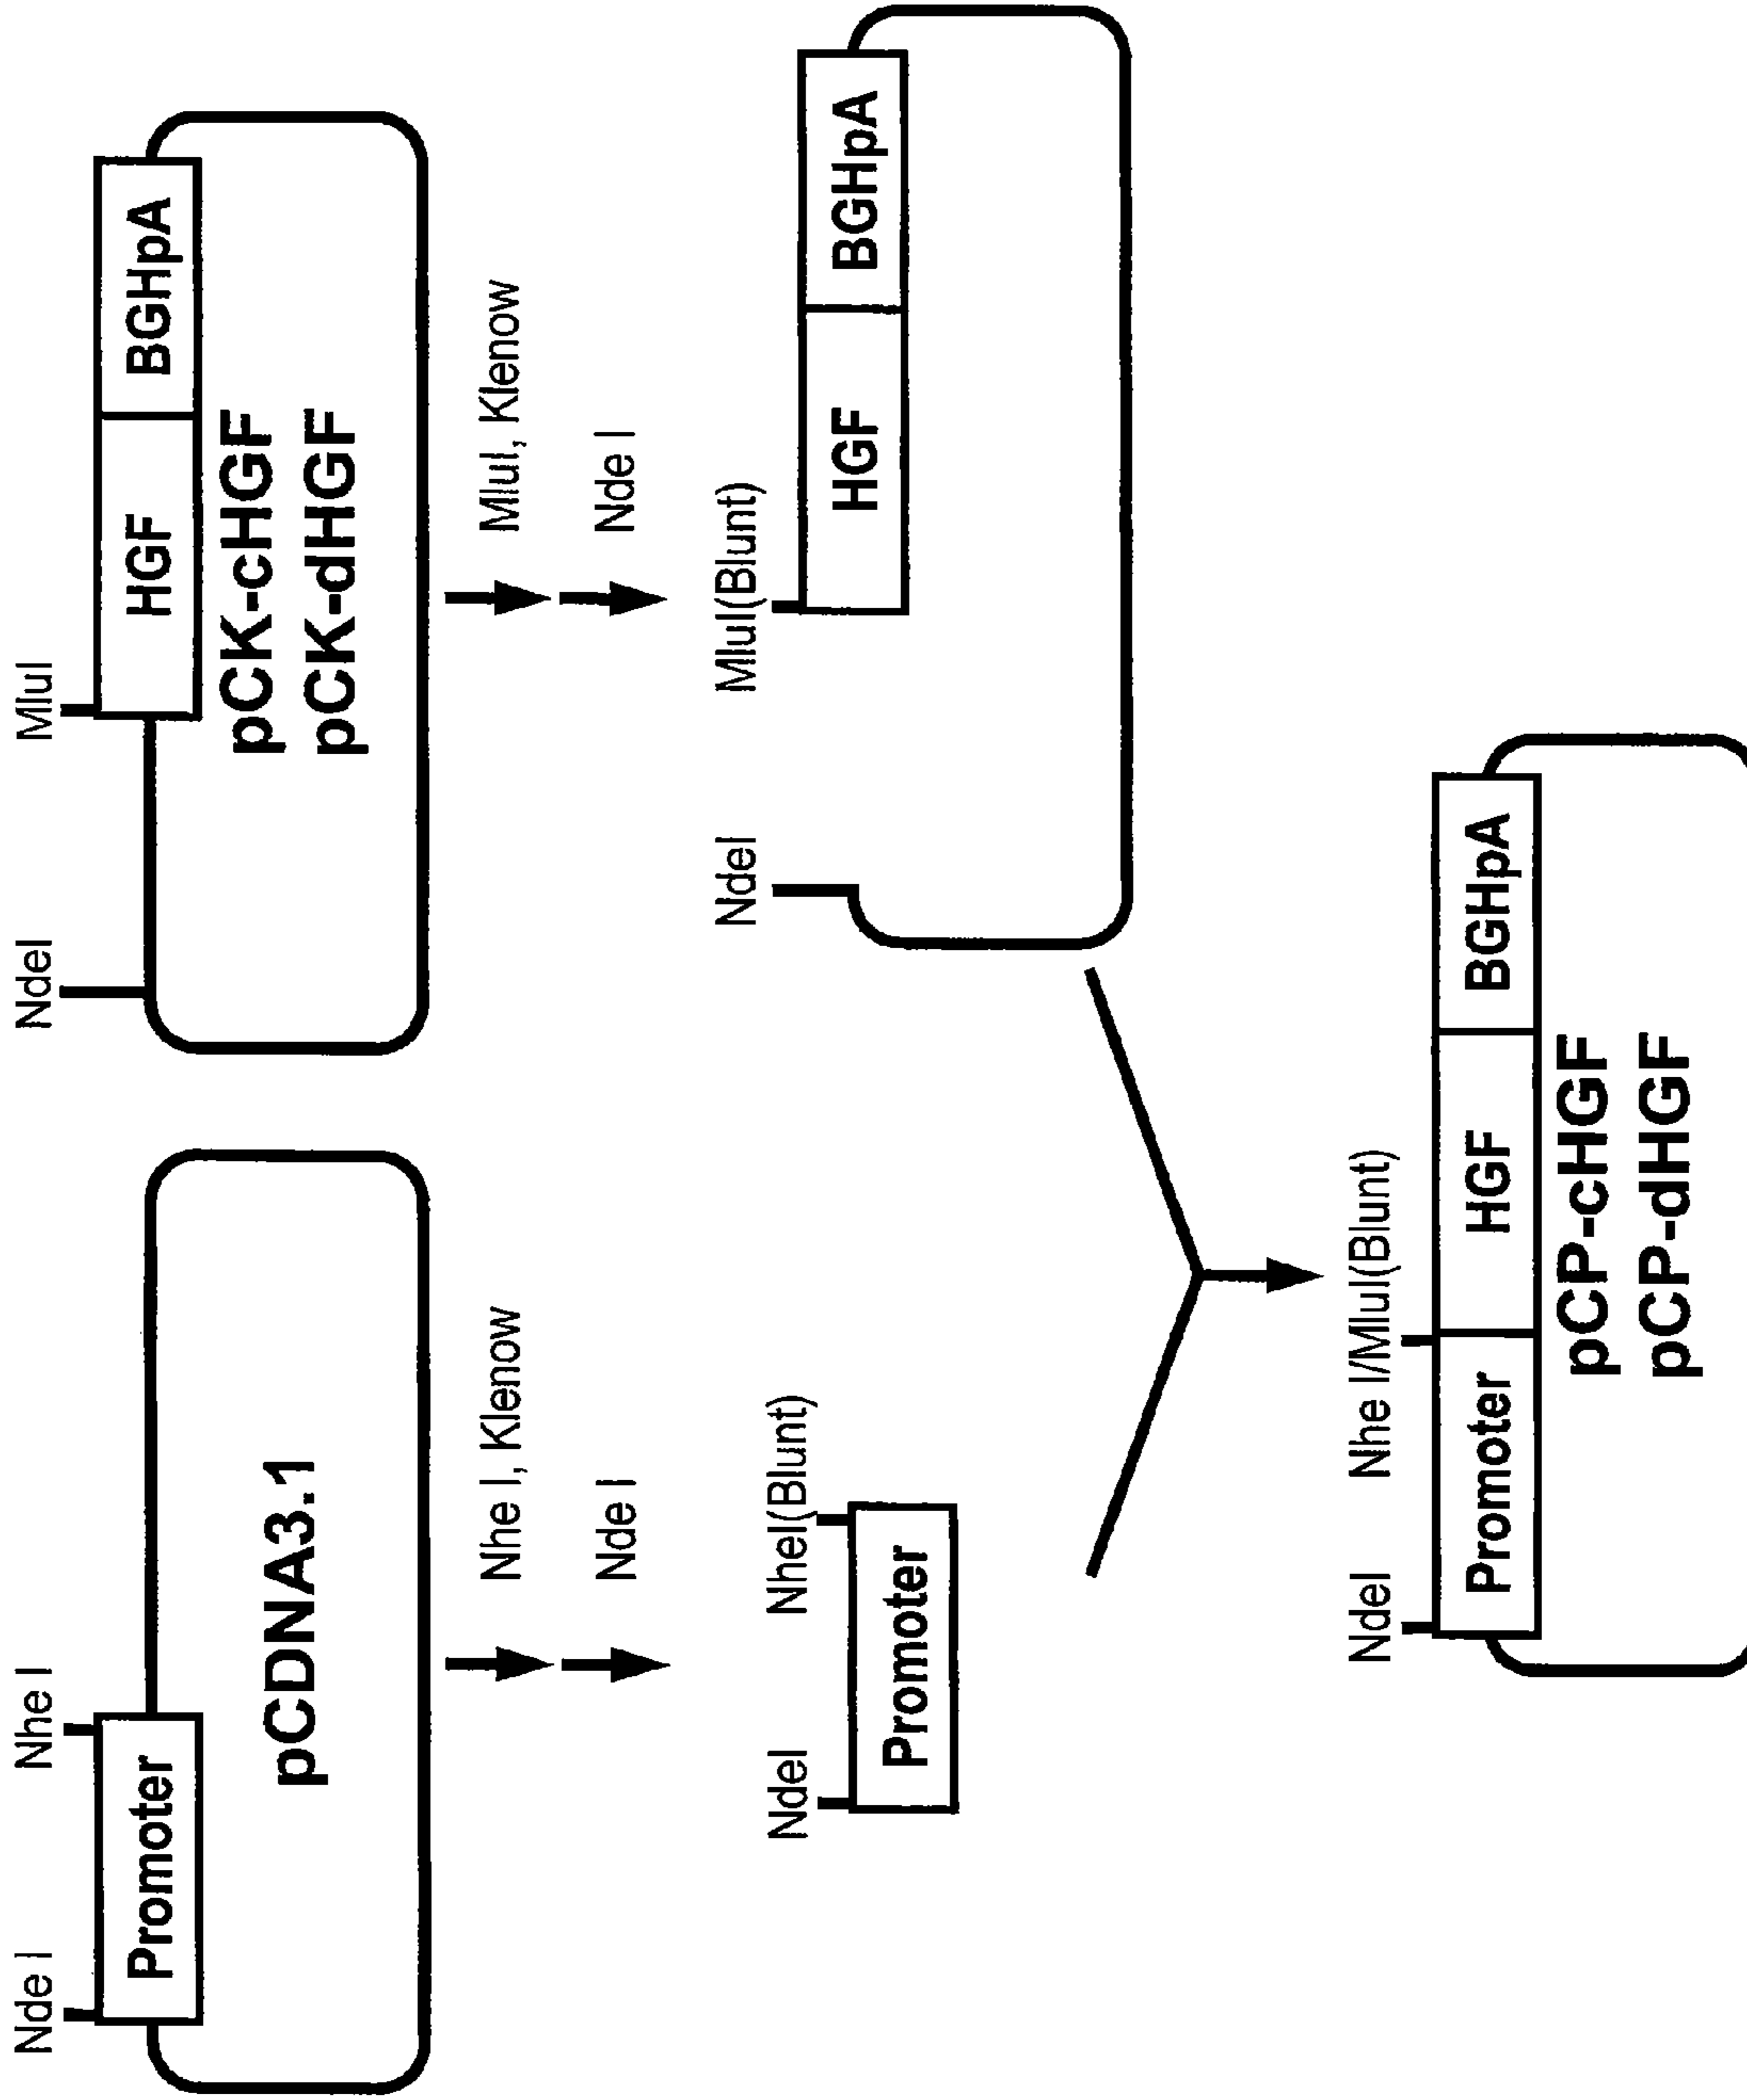 Nde I
Nhe I
Promoter
pCDNA3.1
NdeI
MluI
HGF
BGHpA
pCK-cHGF
pCK-dHGF
Nhe I, Klenow
Nde I
MluI, Klenow
Nde I
NdeI
NheI(Blunt)
Promoter
NdeI
MluI(Blunt)
HGF
BGHpA
NdeI
Nhe I/MluI(Blunt)
Promoter
HGF
BGHpA
pCP-cHGF
pCP-dHGF